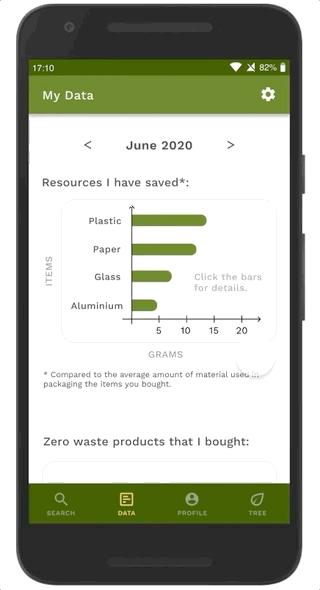 17:10
82%
My Data
< June 2020 >
Resources I have saved*:
ITEMS
Plastic
Paper
Glass
Aluminium
Click the bars
for details.
5 10 15 20
GRAMS
* Compared to the average amount of material used in
packaging the items you bought.
Zero waste products that I bought:
SEARCH DATA PROFILE TREE